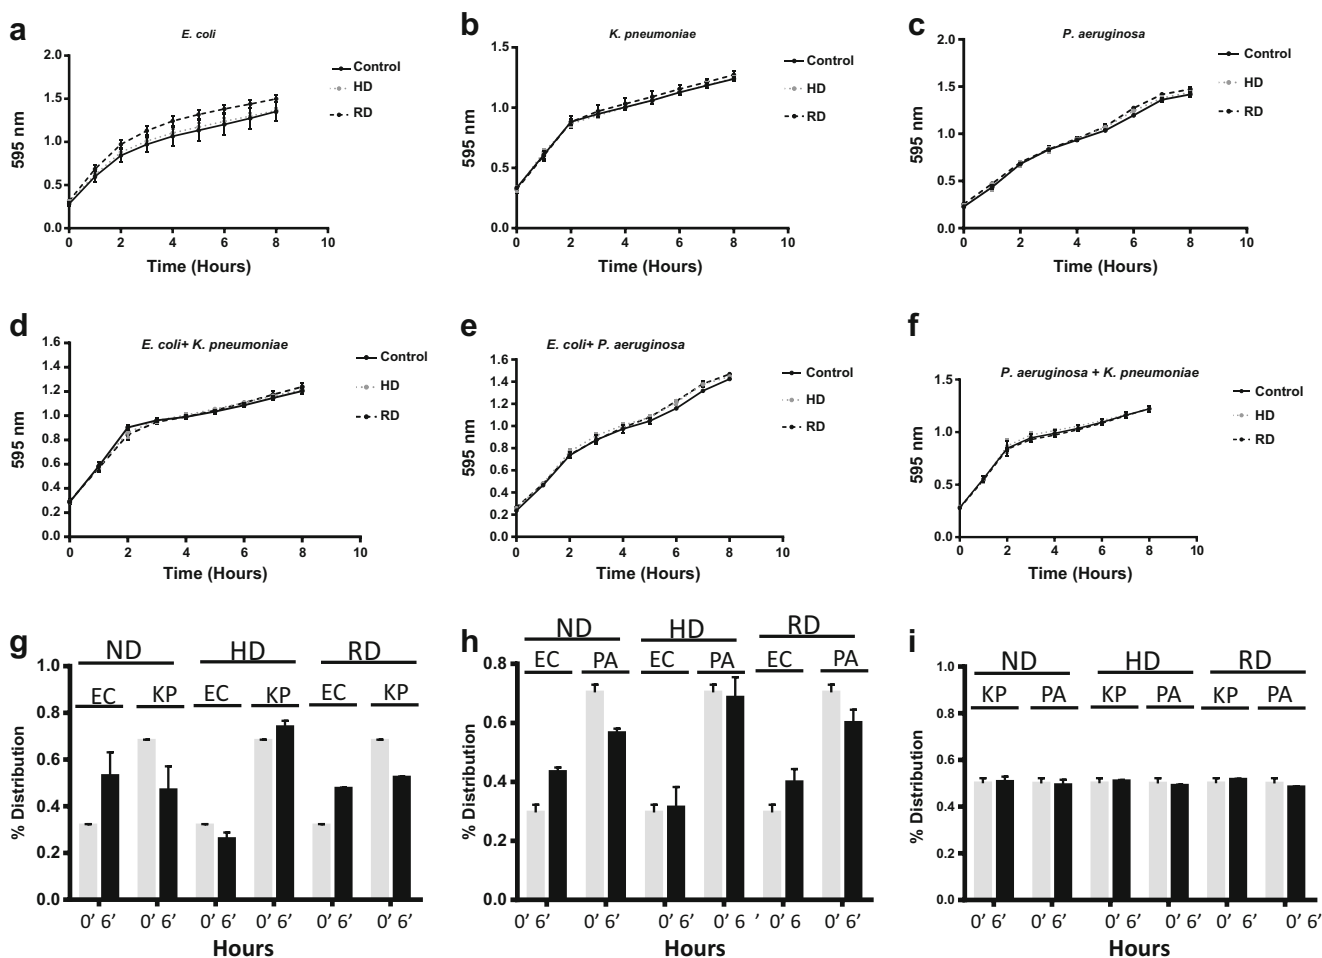 a
E. coli
2.0
1.5
1.0
0.5
0.0
595 nm
0 2 4 6 8 10
Time (Hours)
Control
HD
RD
b
K. pneumoniae
1.5
1.0
0.5
0.0
595 nm
0 2 4 6 8 10
Time (Hours)
Control
HD
RD
c
P. aeruginosa
2.0
1.5
1.0
0.5
0.0
595 nm
0 2 4 6 8 10
Time (Hours)
Control
HD
RD
d
E. coli+ K. pneumoniae
1.6
1.4
1.2
1.0
0.8
0.6
0.4
0.2
0.0
595 nm
0 2 4 6 8 10
Time (Hours)
Control
HD
RD
e
E. coli+ P. aeruginosa
1.6
1.4
1.2
1.0
0.8
0.6
0.4
0.2
0.0
595 nm
0 2 4 6 8 10
Time (Hours)
Control
HD
RD
f
P. aeruginosa + K. pneumoniae
1.5
1.0
0.5
0.0
595 nm
0 2 4 6 8 10
Time (Hours)
Control
HD
RD
g
ND HD RD
EC KP EC KP EC KP
1.0
0.8
0.6
0.4
0.2
0.0
% Distribution
0' 6' 0' 6' 0' 6' 0' 6' 0' 6' 0' 6'
Hours
h
ND HD RD
EC PA EC PA EC PA
0.8
0.6
0.4
0.2
0.0
% Distribution
0' 6' 0' 6' 0' 6' 0' 6 ' 0' 6' 0' 6'
Hours
i
ND HD RD
KP PA KP PA KP PA
1.0
0.8
0.6
0.4
0.2
0.0
% Distribution
0' 6' 0' 6' 0' 6' 0' 6' 0' 6' 0' 6'
Hours